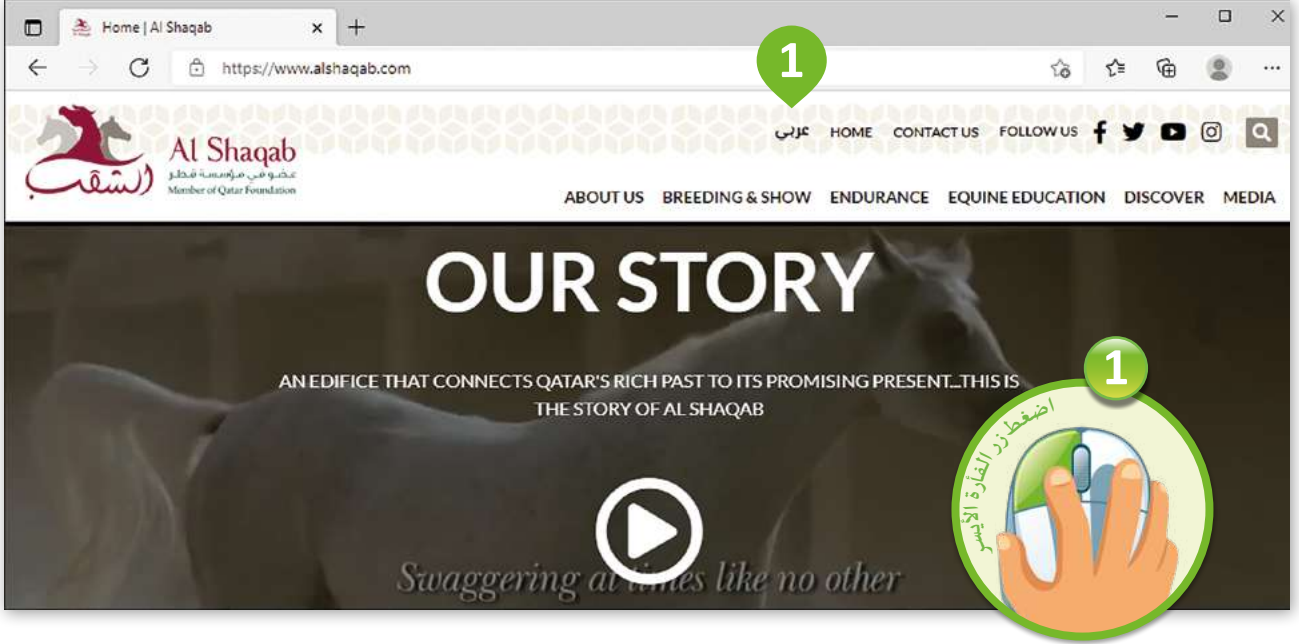 Home | Al Shaqab
https://www.alshaqab.com
1
عربي HOME CONTACT US FOLLOW US
Al Shaqab
عضو في مؤسسة قطر
Member of Qatar Foundation
الشقب
ABOUT US BREEDING & SHOW ENDURANCE EQUINE EDUCATION DISCOVER MEDIA
OUR STORY
AN EDIFICE THAT CONNECTS QATAR'S RICH PAST TO ITS PROMISING PRESENT...THIS IS
THE STORY OF AL SHAQAB
1
اضغط زر الفأرة الأيسر
Swaggering at times like no other